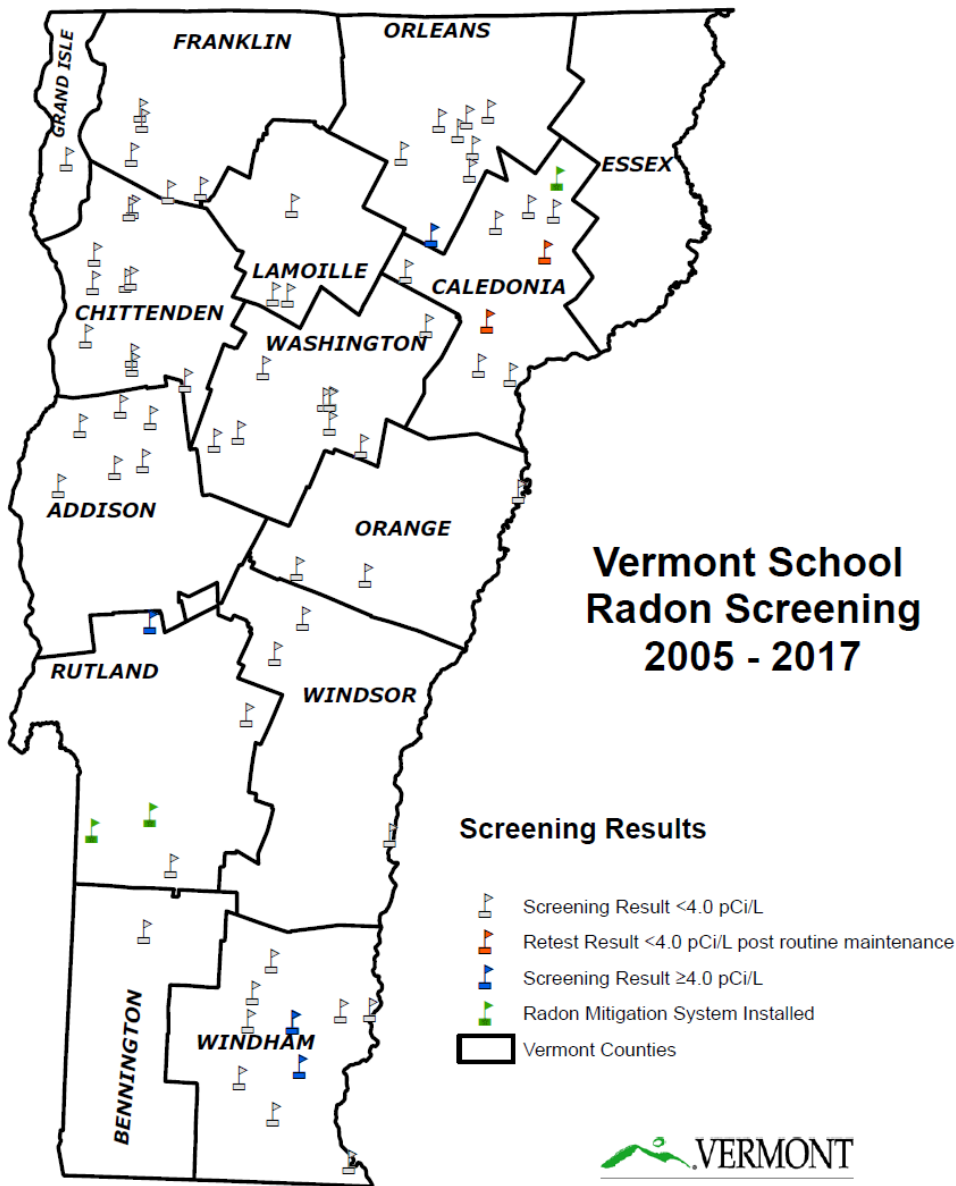 FRANKLIN
ORLEANS
GRAND ISLE
ESSEX
LAMOILLE
CALEDONIA
CHITTENDEN
WASHINGTON
ADDISON
ORANGE
Vermont School
Radon Screening
2005 - 2017
RUTLAND
WINDSOR
Screening Results
Screening Result <4.0 pCi/L
Retest Result <4.0 pCi/L post routine maintenance
Screening Result ≥4.0 pCi/L
Radon Mitigation System Installed
Vermont Counties
BENNINGTON
WINDHAM
VERMONT